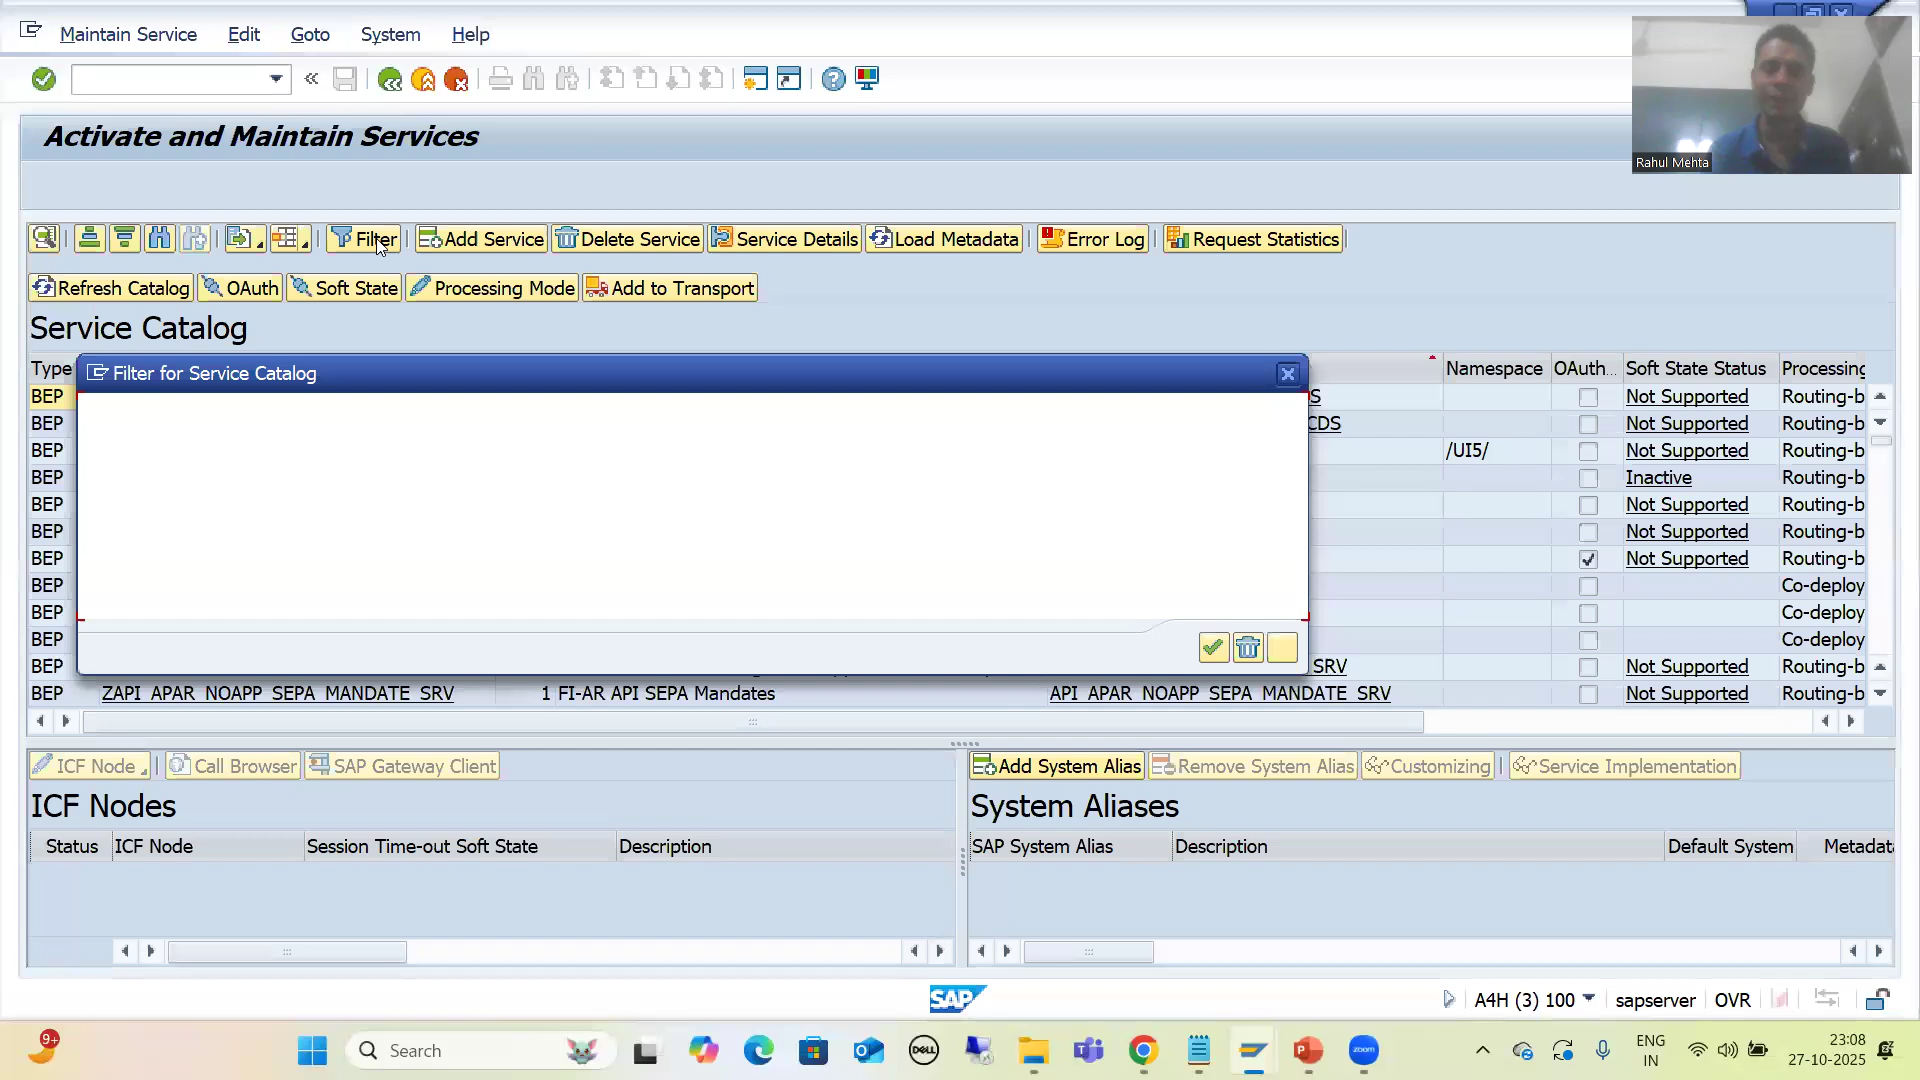 Maintain Service Edit Goto System Help
Rahul Mehta
Activate and Maintain Services
Filter Add Service Delete Service Service Details Load Metadata Error Log Request Statistics
Refresh Catalog OAuth Soft State Processing Mode Add to Transport
Service Catalog
Type Namespace OAuth... Soft State Status Processing
Filter for Service Catalog
BEP S Not Supported Routing-b
BEP CDS Not Supported Routing-b
BEP /UI5/ Not Supported Routing-b
BEP Inactive Routing-b
BEP Not Supported Routing-b
BEP Not Supported Routing-b
BEP Not Supported Routing-b
BEP Co-deploy
BEP Co-deploy
BEP Co-deploy
BEP SRV Not Supported Routing-b
BEP ZAPI_APAR_NOAPP_SEPA_MANDATE_SRV 1 FI-AR API SEPA Mandates API_APAR_NOAPP_SEPA_MANDATE_SRV Not Supported Routing-b
ICF Node Call Browser SAP Gateway Client Add System Alias Remove System Alias Customizing Service Implementation
ICF Nodes System Aliases
Status ICF Node Session Time-out Soft State Description SAP System Alias Description Default System Metadata
SAP A4H (3) 100 sapserver OVR
9+ Search DELL zoom ENG IN 23:08 27-10-2025